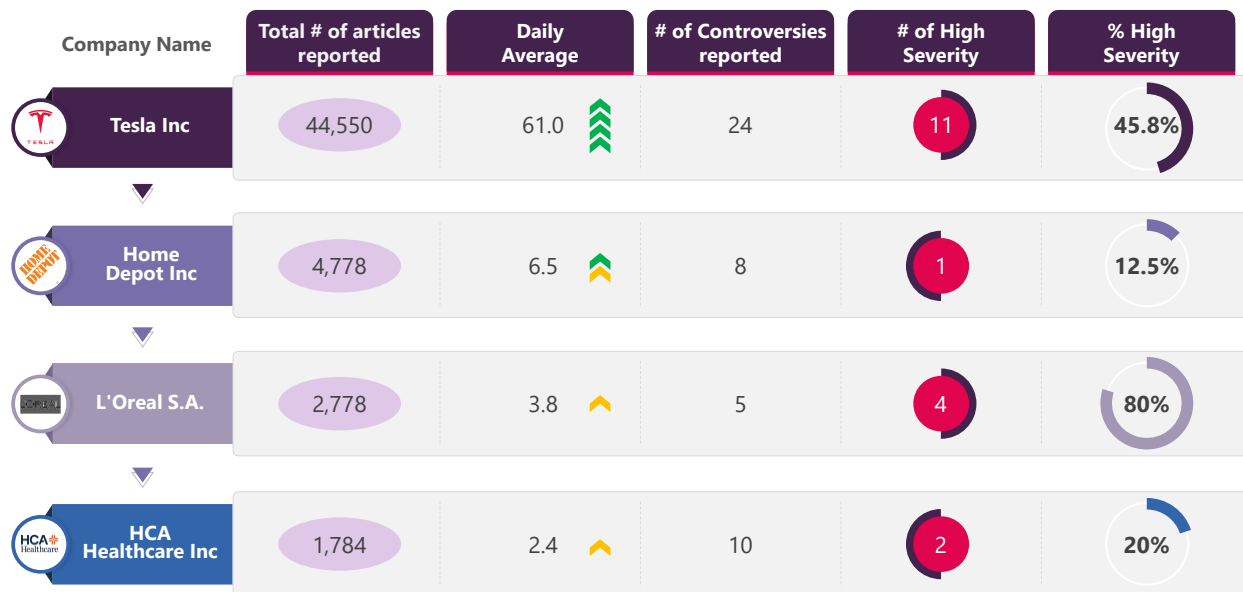 Company Name
Total # of articles
reported
Daily
Average
# of Controversies
reported
# of High
Severity
% High
Severity
TESLA
Tesla Inc
44,550
61.0
24
11
45.8%
HOME
DEPOT
Home
Depot Inc
4,778
6.5
8
1
12.5%
L'OREAL
L'Oreal S.A.
2,778
3.8
5
4
80%
HCA
Healthcare
HCA
Healthcare Inc
1,784
2.4
10
2
20%